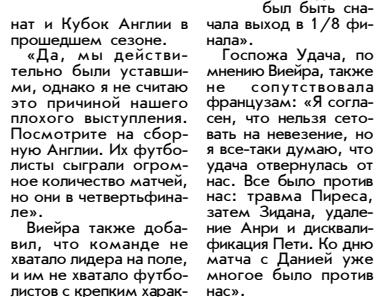 нат и Кубок Англии в
прошедшем сезоне.
«Да, мы действи-
тельно были уставши-
ми, однако я не считаю
это причиной нашего
плохого выступления.
Посмотрите на сбор-
ную Англии. Их футбо-
листы сыграли огром-
ное количество матчей,
но они в четвертьфина-
ле».
Виейра также доба-
вил, что команде не
хватало лидера на поле,
и им не хватало футбо-
листов с крепким харак-
был быть сна-
чала выход в 1/8 фи-
нала».
Госпожа Удача, по
мнению Виейра, также
не сопутствовала
французам: «Я согла-
сен, что нельзя сето-
вать на невезение, но
я все-таки думаю, что
удача отвернулась от
нас. Все было против
нас: травма Пиреса,
затем Зидана, удале-
ние Анри и дисквали-
фикация Пети. Ко дню
матча с Данией уже
многое было против
нас».